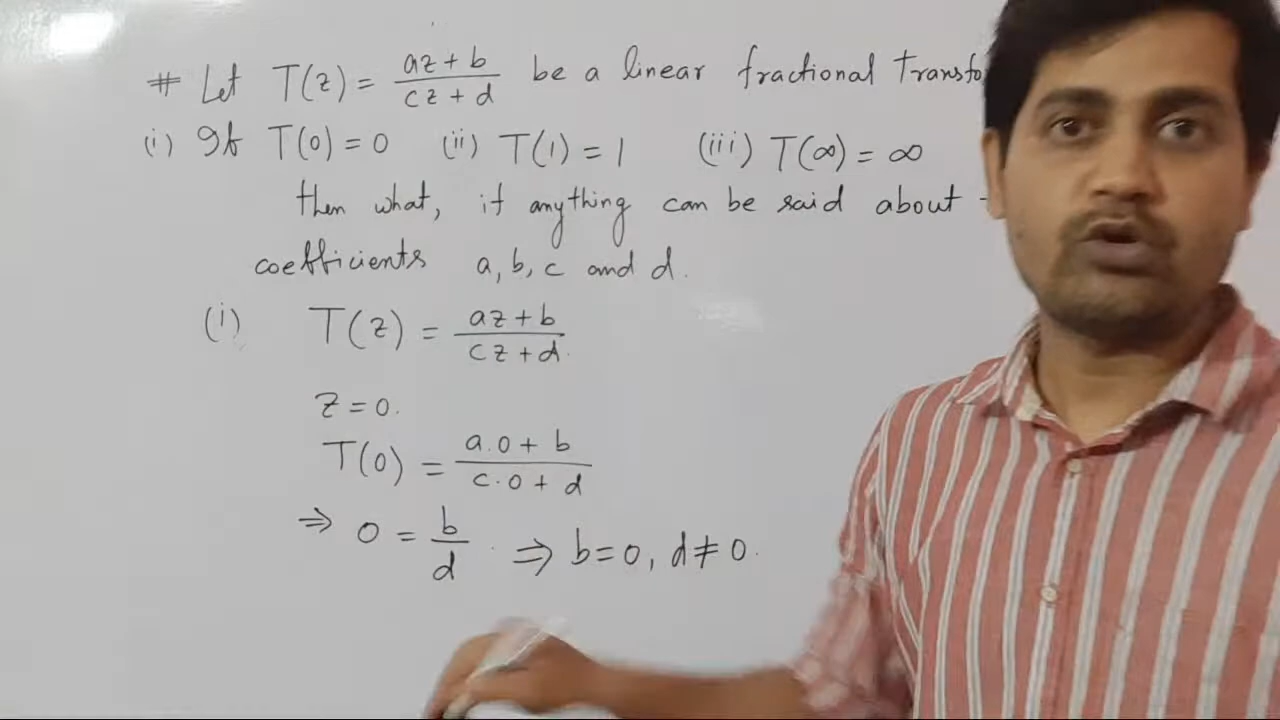 # Let T(z) = az + b / cz + d be a linear fractional
(i) If T(0) = 0 (ii) T(1) = 1 (iii) T(∞) = ∞
then what, if anything can be said about
coefficients a, b, c and d.
(i) T(z) = az + b / cz + d.
z = 0.
T(0) = a.0 + b / c.0 + d
⇒ 0 = b / d . ⇒ b = 0, d ≠ 0.